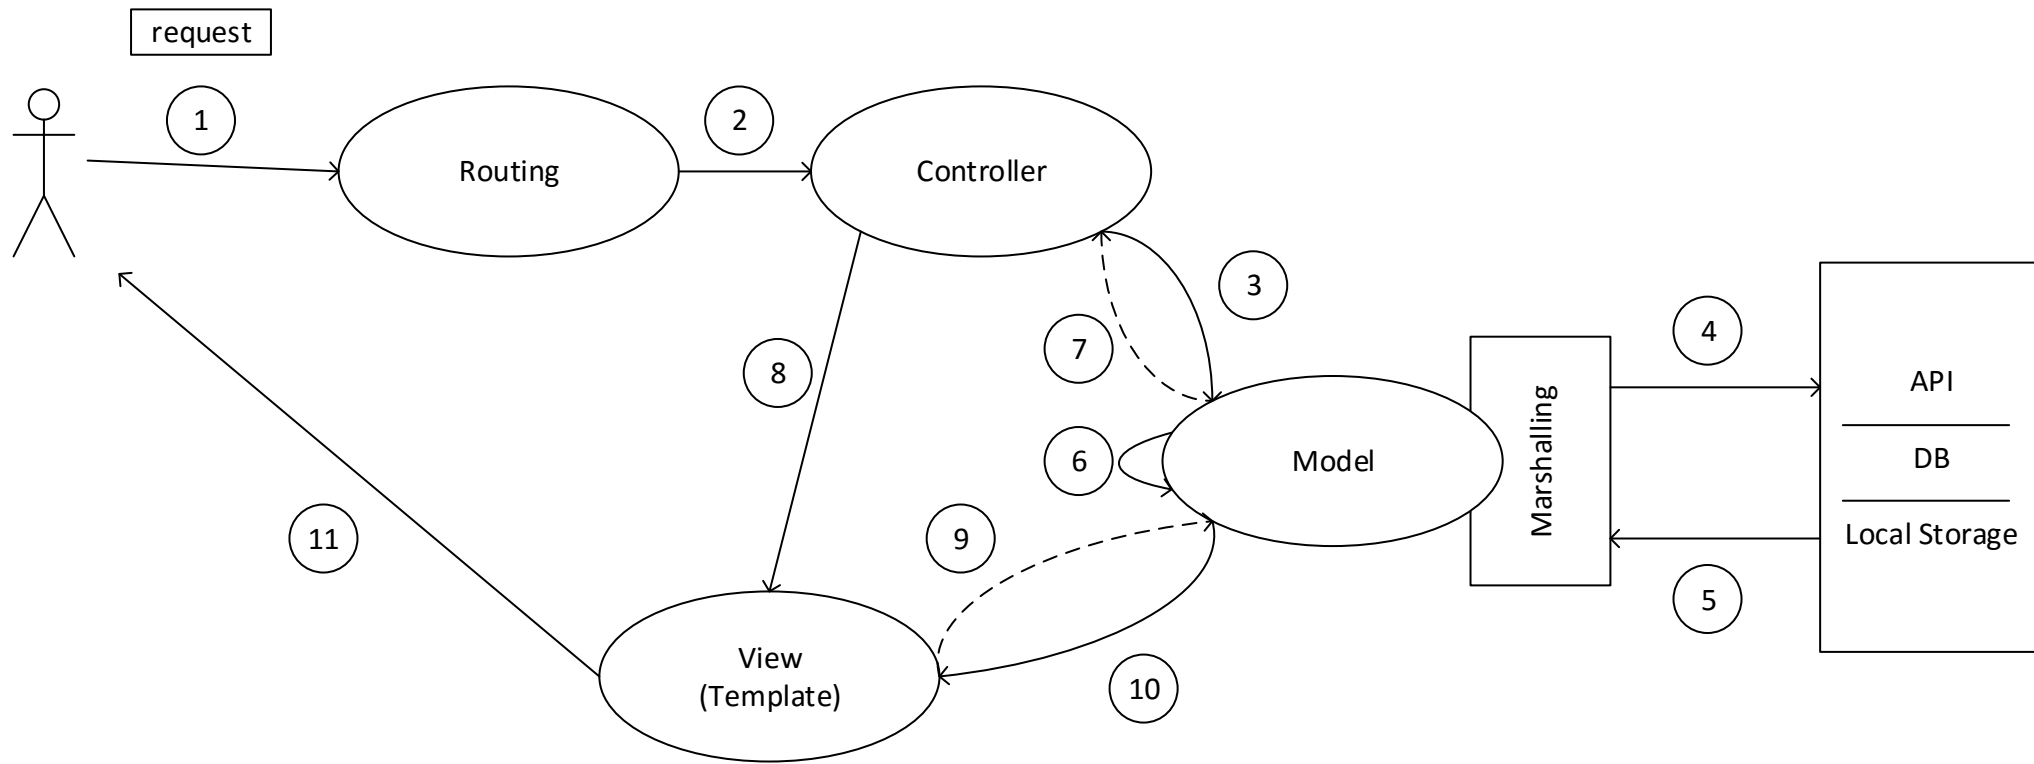 request
1
2
Routing
Controller
3
4
7
8
API
Marshalling
6
Model
DB
9
11
Local Storage
5
View
(Template)
10